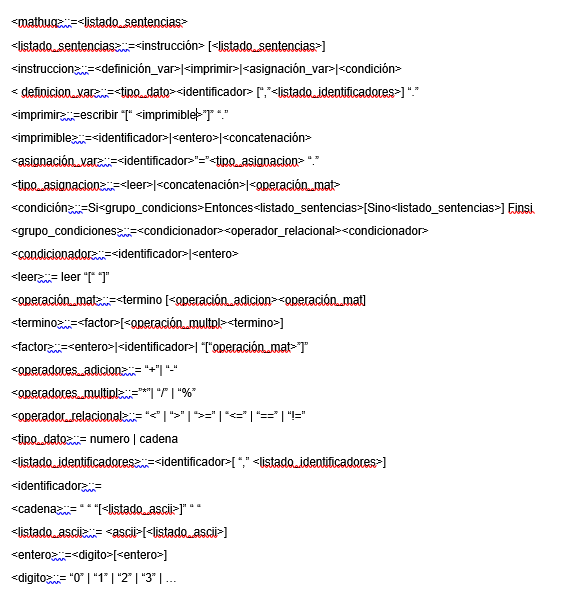 <mathuq>::=<listado_sentencias>
<listado_sentencias>::=<instrucción> [<listado_sentencias>]
<instruccion>::=<definición_var>|<imprimir>|<asignación_var>|<condición>
< definicion_var>::=<tipo_dato><identificador> [“,”<listado_identificadores>] “.”
<imprimir>::=escribir “[“ <imprimible>”]” “.”
<imprimible>::=<identificador>|<entero>|<concatenación>
<asignación_var>::=<identificador>”=”<tipo_asignacion> “.”
<tipo_asignacion>::=<leer>|<concatenación>|<operación_mat>
<condición>::=Si<grupo_condicions>Entonces<listado_sentencias>[Sino<listado_sentencias>] Finsi
<grupo_condiciones>::=<condicionador><operador_relacional><condicionador>
<condicionador>::=<identificador>|<entero>
<leer>::= leer “[“ “]”
<operación_mat>::=<termino [<operación_adicion><operación_mat]
<termino>::=<factor>[<operación_multpl><termino>]
<factor>::=<entero>|<identificador>| “[“operación_mat>”]”
<operadores_adicion>::= “+”| “-“
<operadores_multipl>::=”*”| “/” | “%”
<operador_relacional>::= “<” | “>” | “>=” | “<=” | “==” | “!=”
<tipo_dato>::= numero | cadena
<listado_identificadores>::=<identificador>[ “,” <listado_identificadores>]
<identificador>::=
<cadena>::= “ “ “[<listado_ascii>]” “ “
<listado_ascii>::= <ascii>[<listado_ascii>]
<entero>::=<digito>[<entero>]
<digito>::= “0” | “1” | “2” | “3” | …